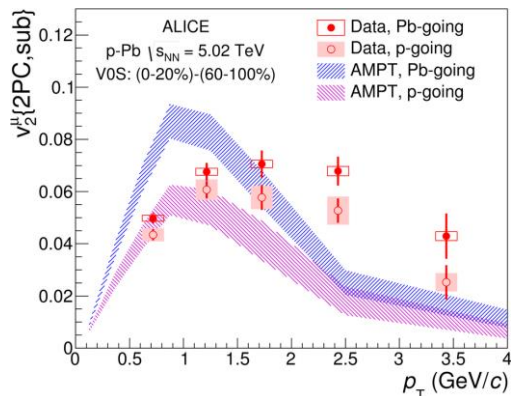 ALICE
p-Pb \ s_NN = 5.02 TeV
V0S: (0-20%)-(60-100%)
Data, Pb-going
Data, p-going
AMPT, Pb-going
AMPT, p-going
v_2^μ{2PC,sub}
0.12
0.1
0.08
0.06
0.04
0.02
0
0 0.5 1 1.5 2 2.5 3 3.5 4
p_T (GeV/c)